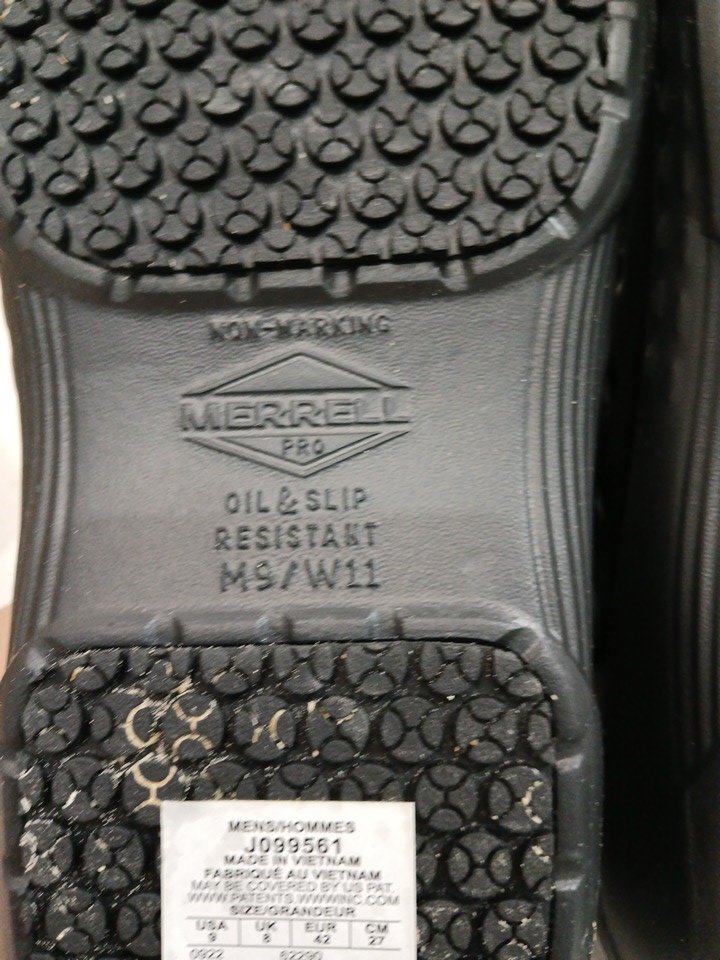 NON-MARKING
MERRELL
PRO
OIL & SLIP
RESISTANT
M9/W11
MENS/HOMMES
J099561
MADE IN VIETNAM
FABRIQUÉ AU VIETNAM
MAY BE COVERED BY US PAT.
WWW.PATENTS.WWWINC.COM
SIZE/GRANDEUR
USA UK EUR CM
9 8 42 27
0922 62290